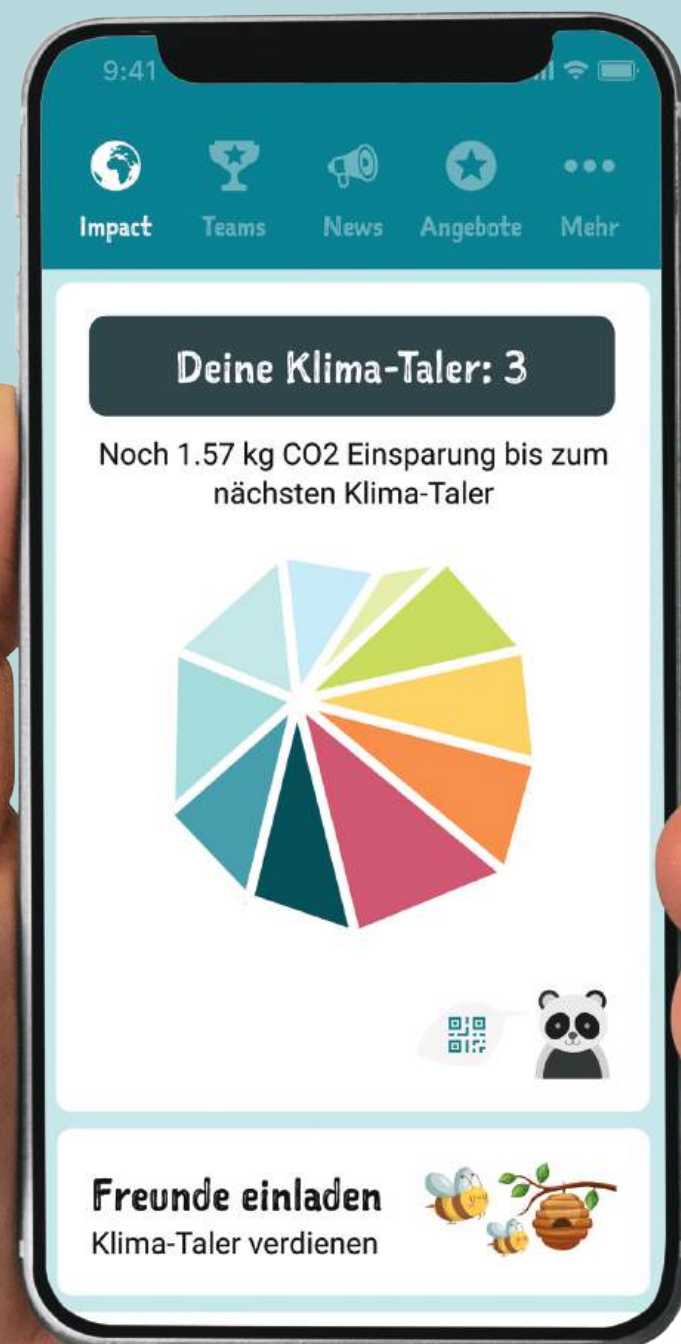 9:41
Impact
Teams
News
Angebote
Mehr
Deine Klima-Taler: 3
Noch 1.57 kg CO2 Einsparung bis zum
nächsten Klima-Taler
Freunde einladen
Klima-Taler verdienen